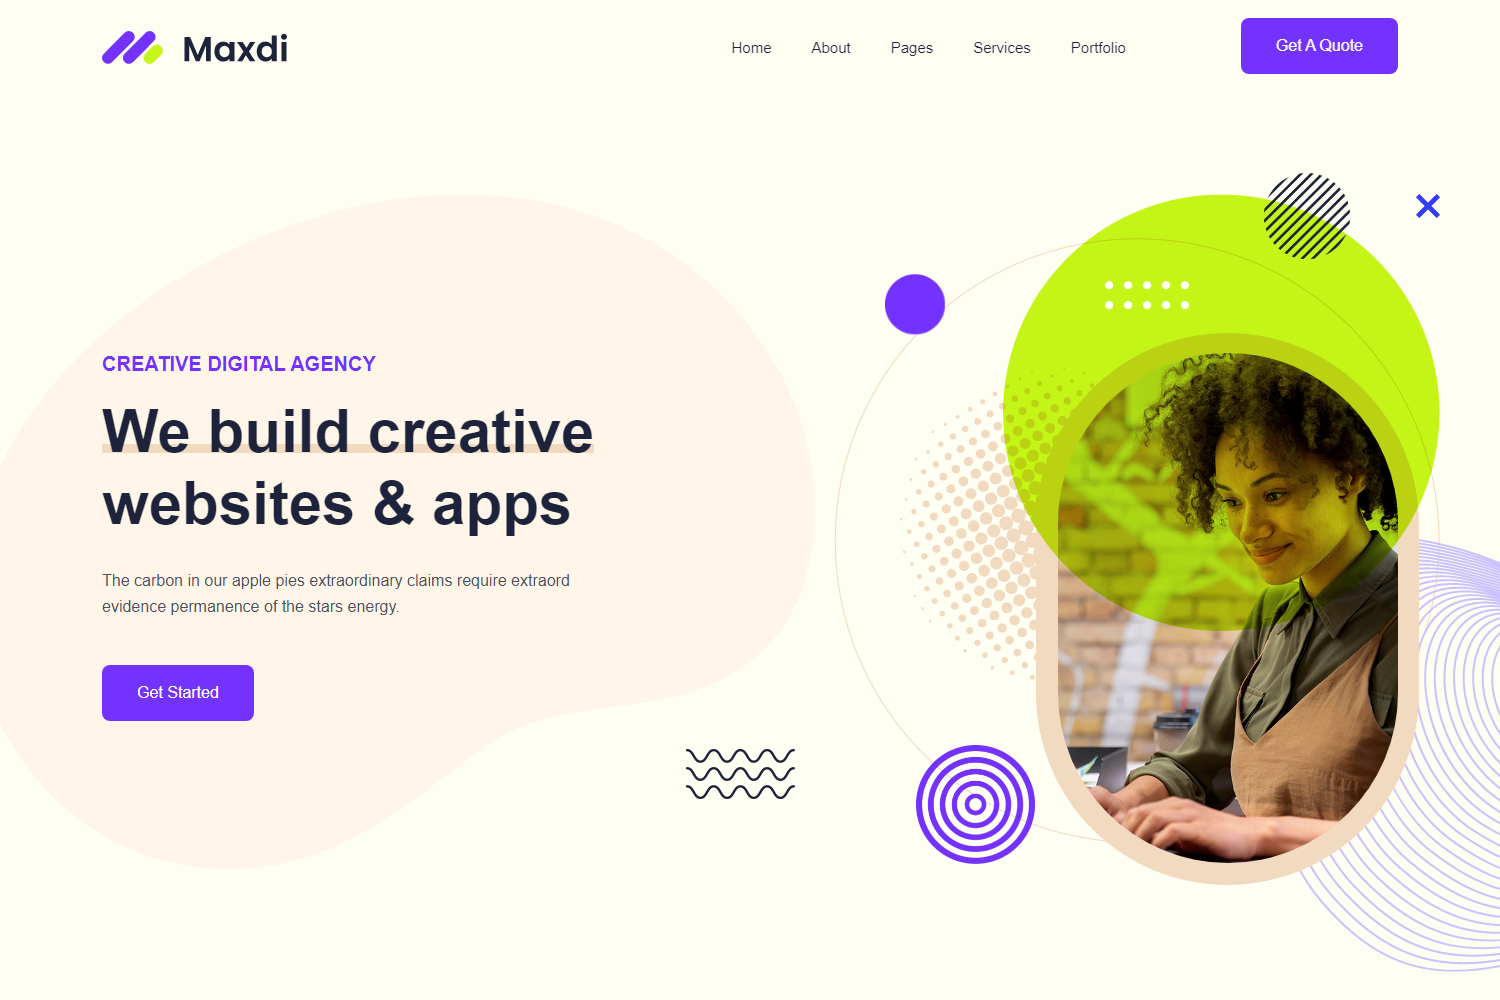 Maxdi
Home About Pages Services Portfolio
Get A Quote
CREATIVE DIGITAL AGENCY
We build creative
websites & apps
The carbon in our apple pies extraordinary claims require extraord
evidence permanence of the stars energy.
Get Started